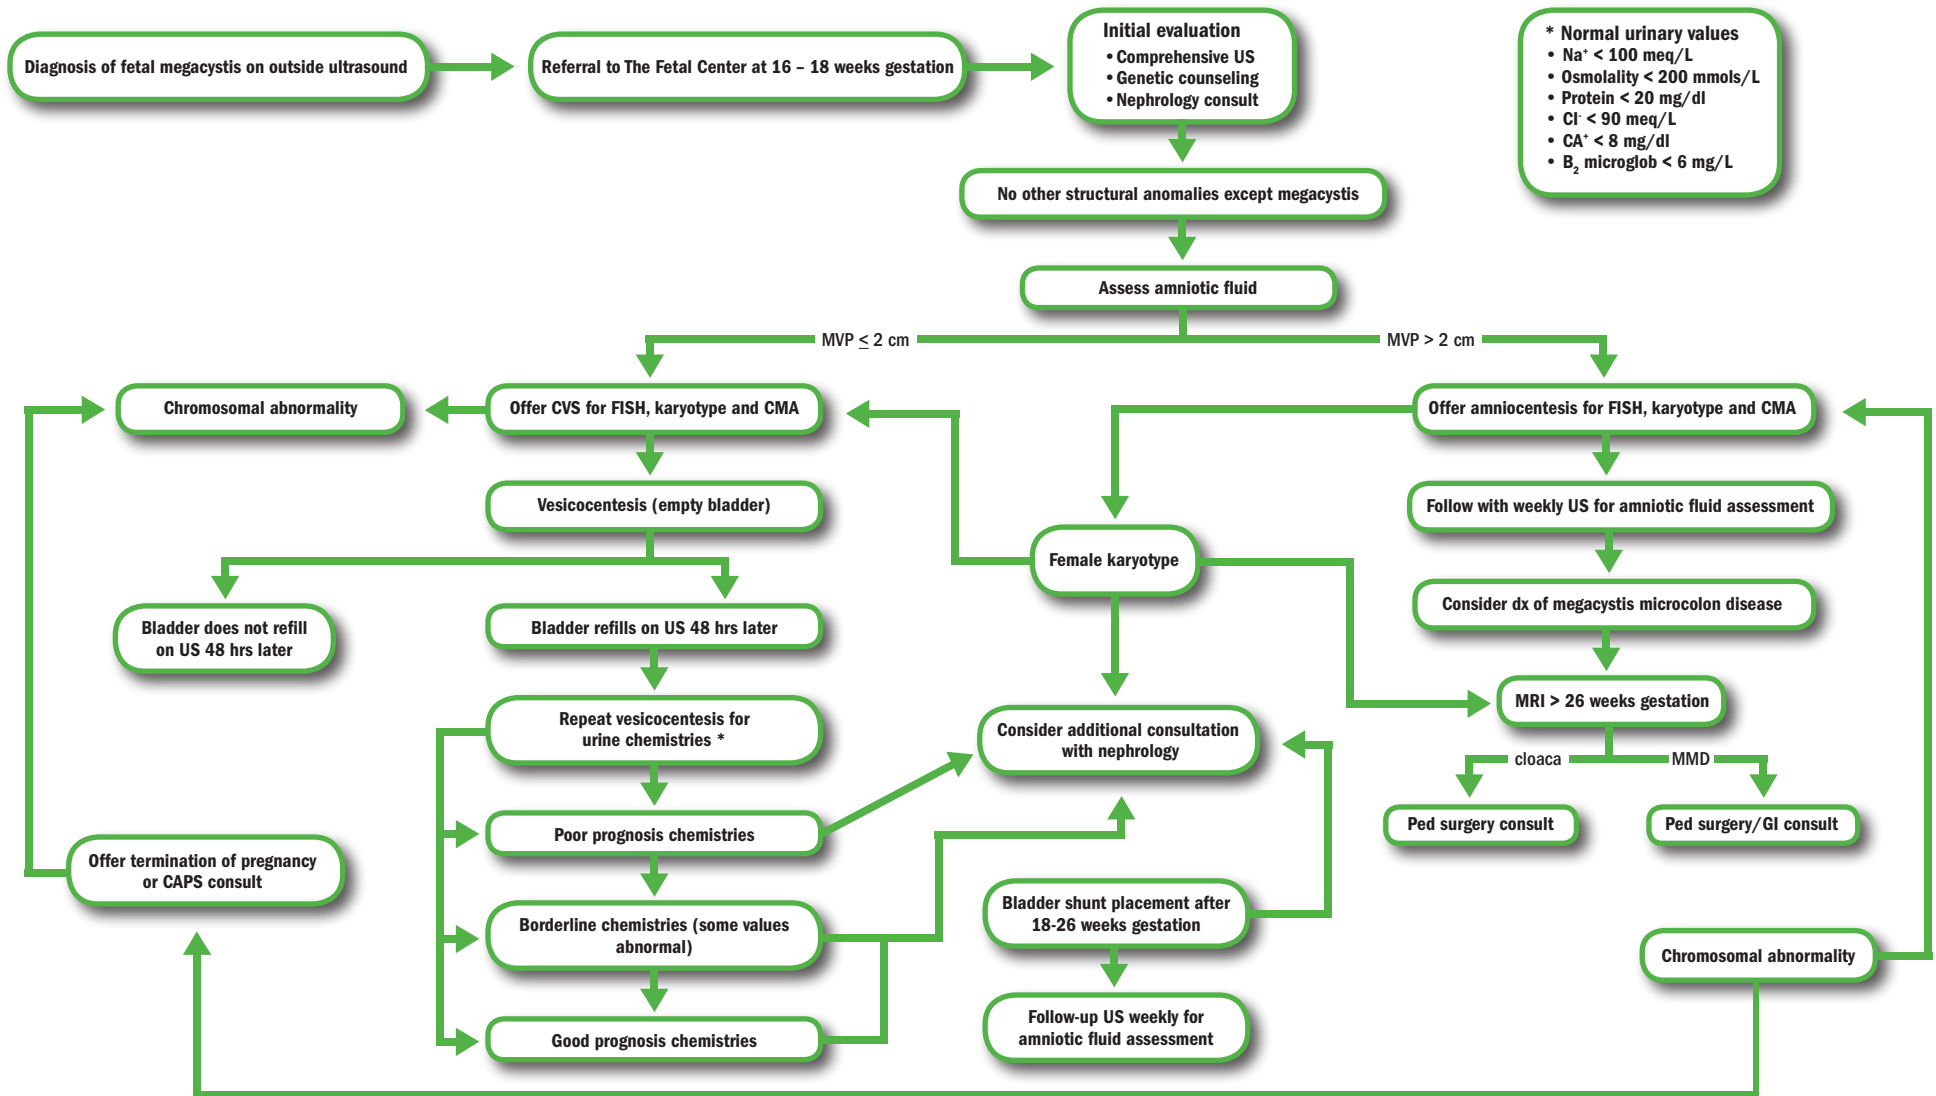 Diagnosis of fetal megacystis on outside ultrasound
Referral to The Fetal Center at 16 – 18 weeks gestation
Initial evaluation
• Comprehensive US
• Genetic counseling
• Nephrology consult
* Normal urinary values
• Na⁺ < 100 meq/L
• Osmolality < 200 mmols/L
• Protein < 20 mg/dl
• Cl⁻ < 90 meq/L
• CA⁺ < 8 mg/dl
• B₂ microglob < 6 mg/L
No other structural anomalies except megacystis
Assess amniotic fluid
MVP ≤ 2 cm
MVP > 2 cm
Chromosomal abnormality
Offer CVS for FISH, karyotype and CMA
Offer amniocentesis for FISH, karyotype and CMA
Vesicocentesis (empty bladder)
Follow with weekly US for amniotic fluid assessment
Female karyotype
Consider dx of megacystis microcolon disease
Bladder does not refill
on US 48 hrs later
Bladder refills on US 48 hrs later
MRI > 26 weeks gestation
Repeat vesicocentesis for
urine chemistries *
Consider additional consultation
with nephrology
cloaca
MMD
Poor prognosis chemistries
Ped surgery consult
Ped surgery/GI consult
Offer termination of pregnancy
or CAPS consult
Borderline chemistries (some values
abnormal)
Bladder shunt placement after
18-26 weeks gestation
Chromosomal abnormality
Good prognosis chemistries
Follow-up US weekly for
amniotic fluid assessment